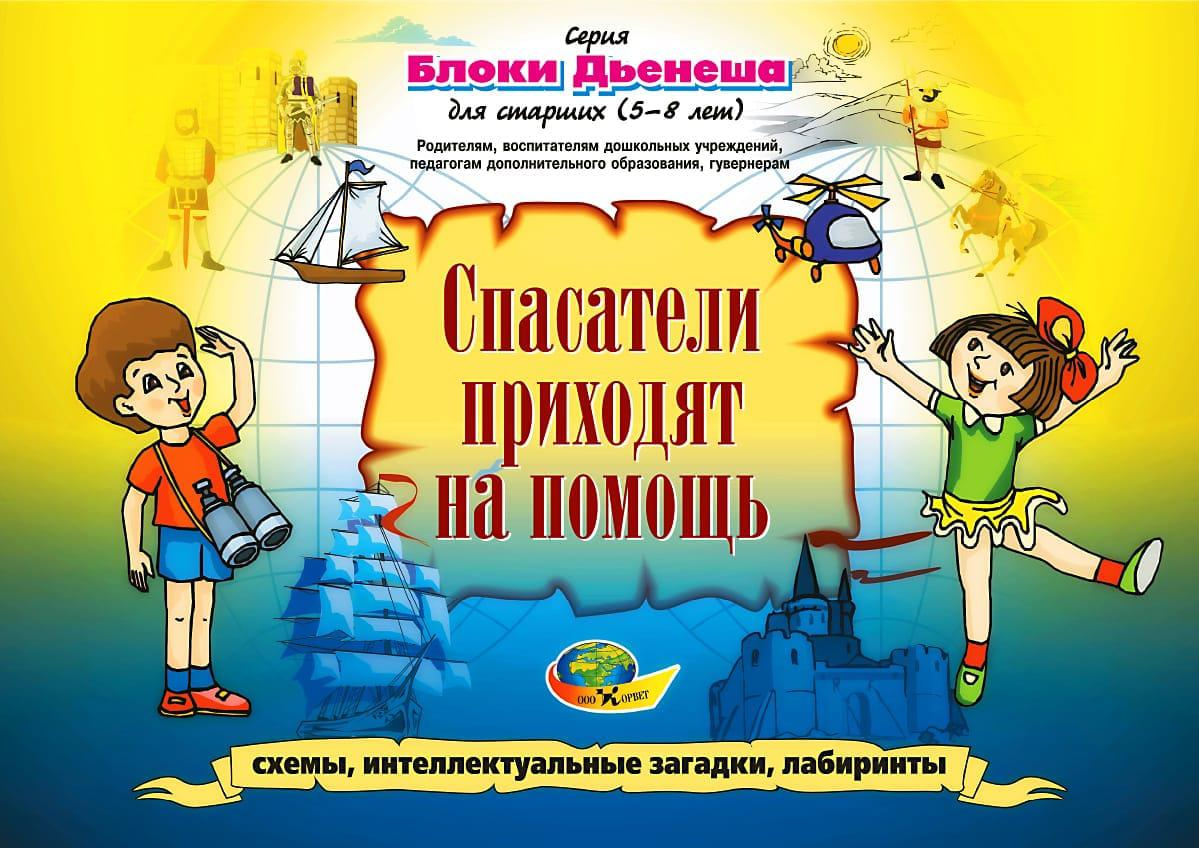 Серия
Блоки Дьенеша
для старших (5–8 лет)
Родителям, воспитателям дошкольных учреждений,
педагогам дополнительного образования, гувернерам
Спасатели
приходят
на помощь
ООО Корвет
схемы, интеллектуальные загадки, лабиринты